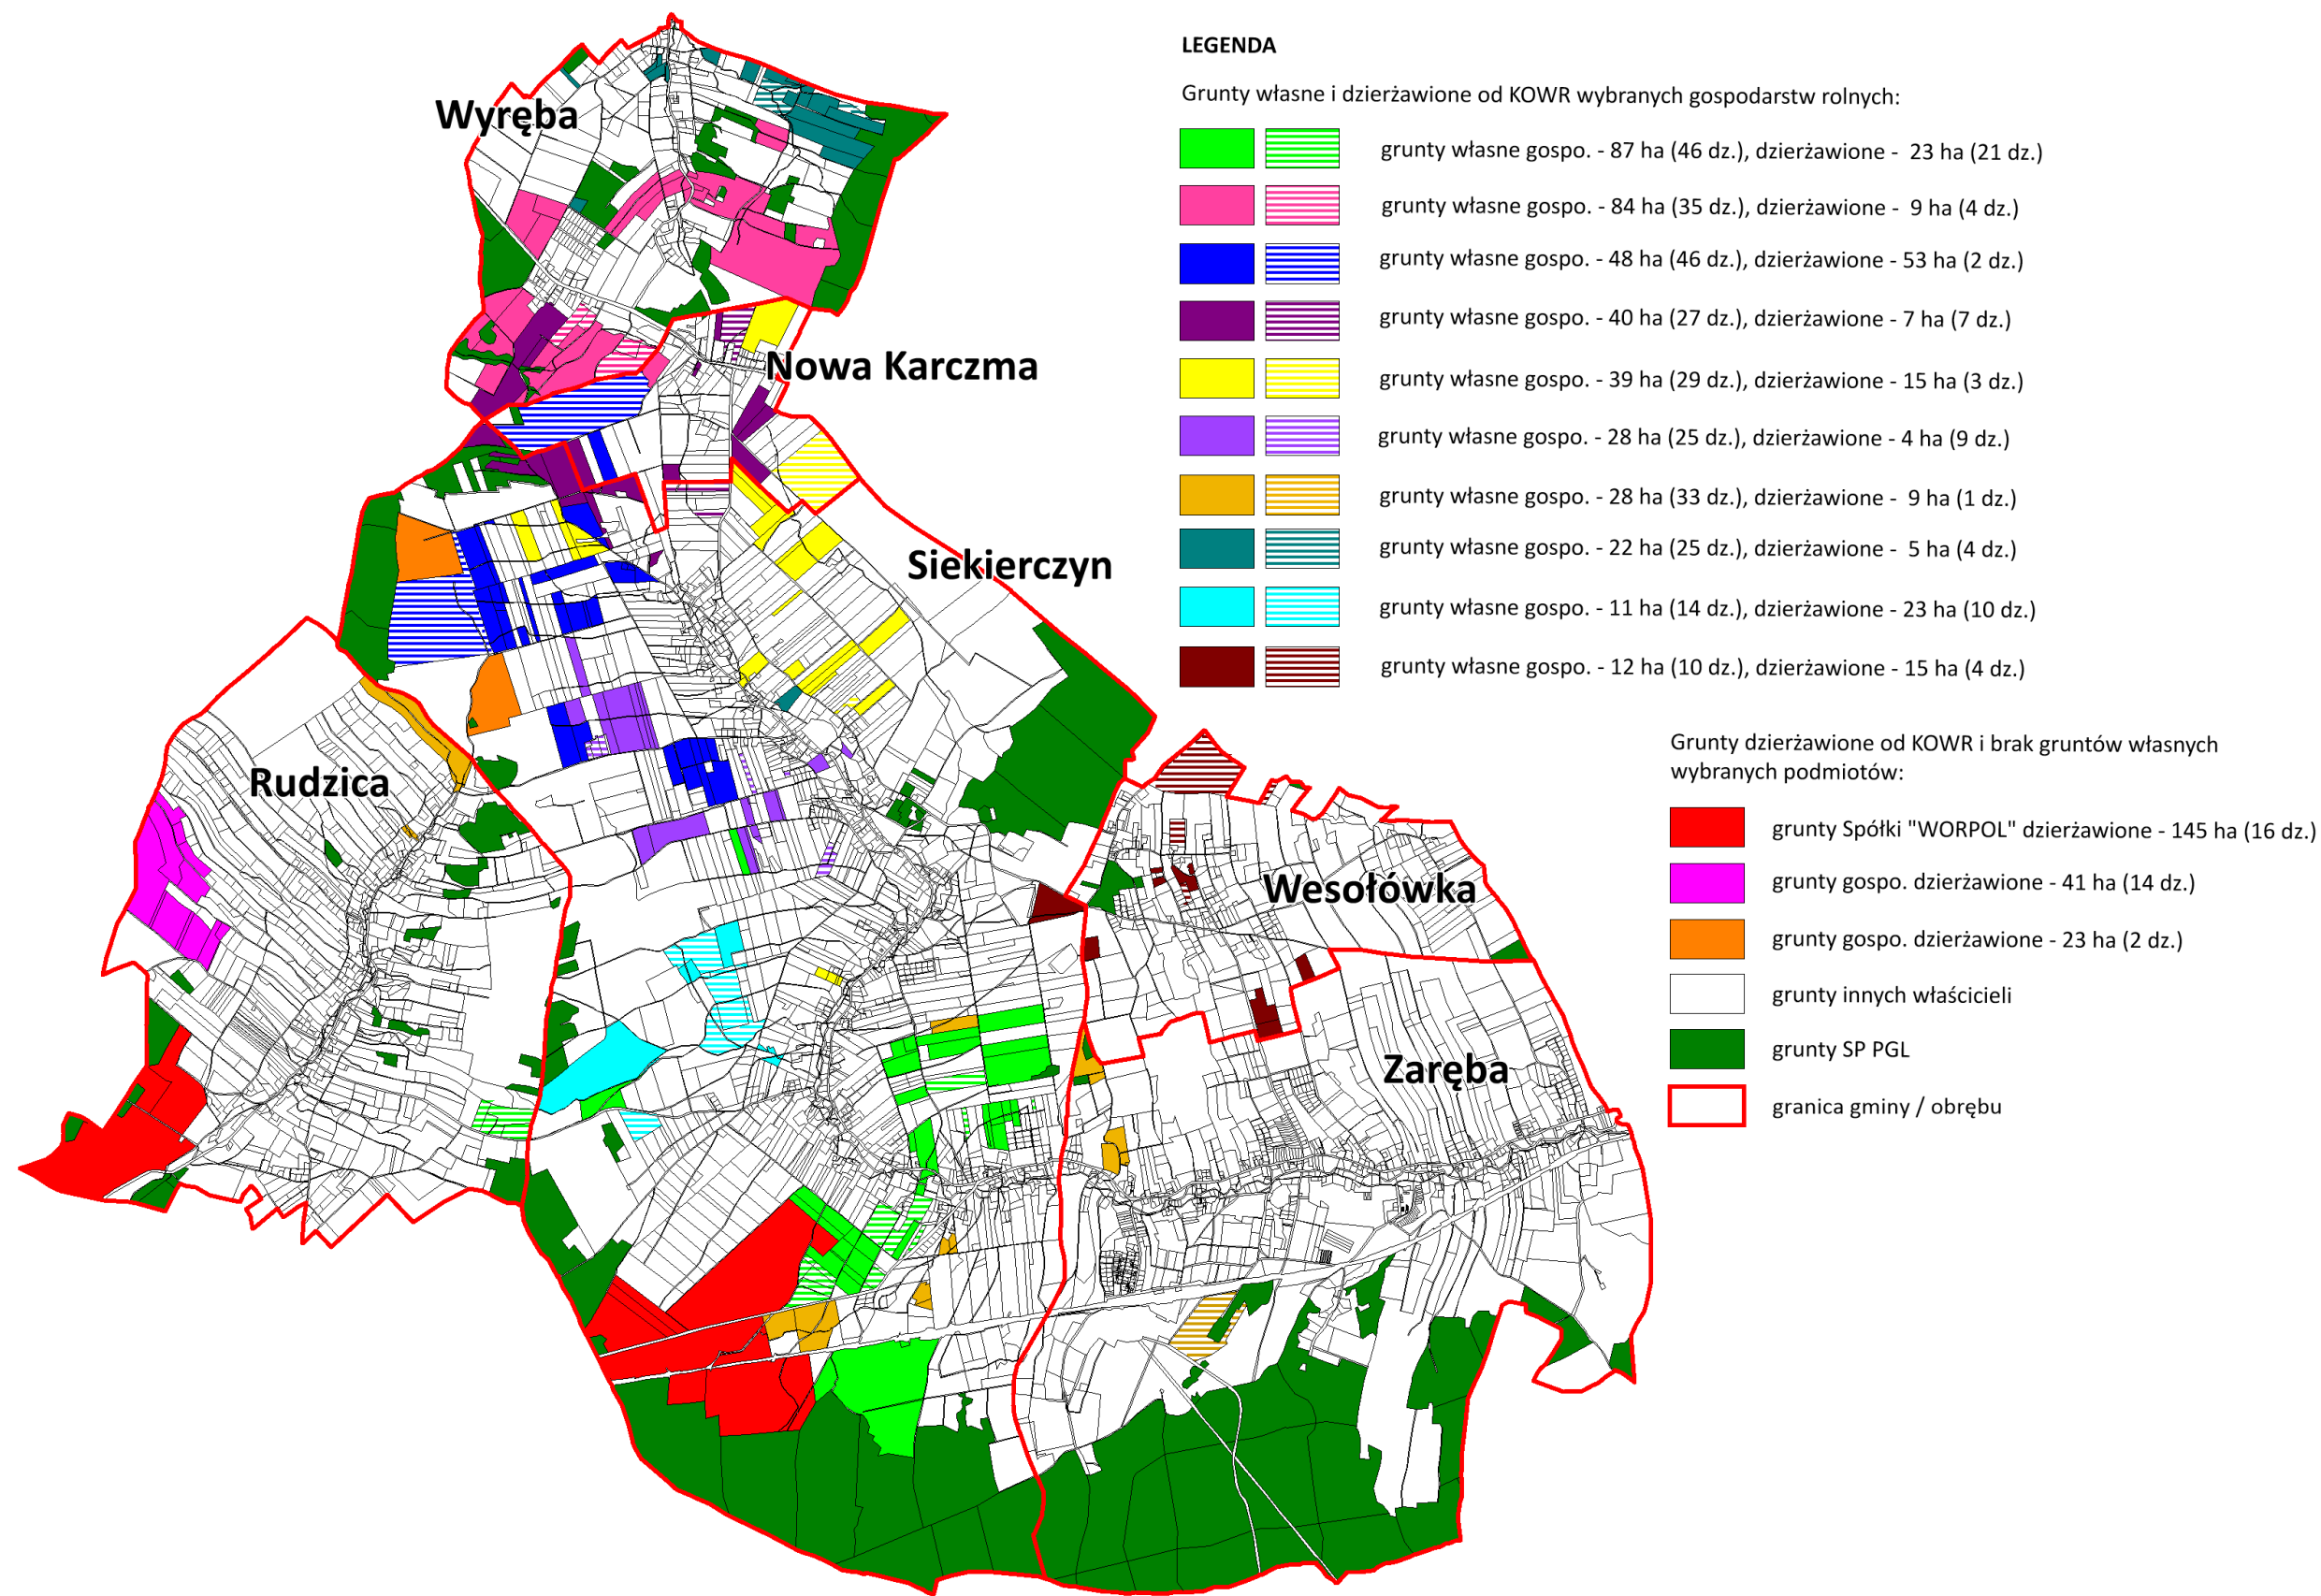 LEGENDA
Grunty własne i dzierżawione od KOWR wybranych gospodarstw rolnych:
grunty własne gospo. - 87 ha (46 dz.), dzierżawione - 23 ha (21 dz.)
grunty własne gospo. - 84 ha (35 dz.), dzierżawione - 9 ha (4 dz.)
grunty własne gospo. - 48 ha (46 dz.), dzierżawione - 53 ha (2 dz.)
grunty własne gospo. - 40 ha (27 dz.), dzierżawione - 7 ha (7 dz.)
grunty własne gospo. - 39 ha (29 dz.), dzierżawione - 15 ha (3 dz.)
grunty własne gospo. - 28 ha (25 dz.), dzierżawione - 4 ha (9 dz.)
grunty własne gospo. - 28 ha (33 dz.), dzierżawione - 9 ha (1 dz.)
grunty własne gospo. - 22 ha (25 dz.), dzierżawione - 5 ha (4 dz.)
grunty własne gospo. - 11 ha (14 dz.), dzierżawione - 23 ha (10 dz.)
grunty własne gospo. - 12 ha (10 dz.), dzierżawione - 15 ha (4 dz.)
Grunty dzierżawione od KOWR i brak gruntów własnych
wybranych podmiotów:
grunty Spółki "WORPOL" dzierżawione - 145 ha (16 dz.)
grunty gospo. dzierżawione - 41 ha (14 dz.)
grunty gospo. dzierżawione - 23 ha (2 dz.)
grunty innych właścicieli
grunty SP PGL
granica gminy / obrębu
Wyręba
Nowa Karczma
Siekierczyn
Rudzica
Wesołówka
Zaręba